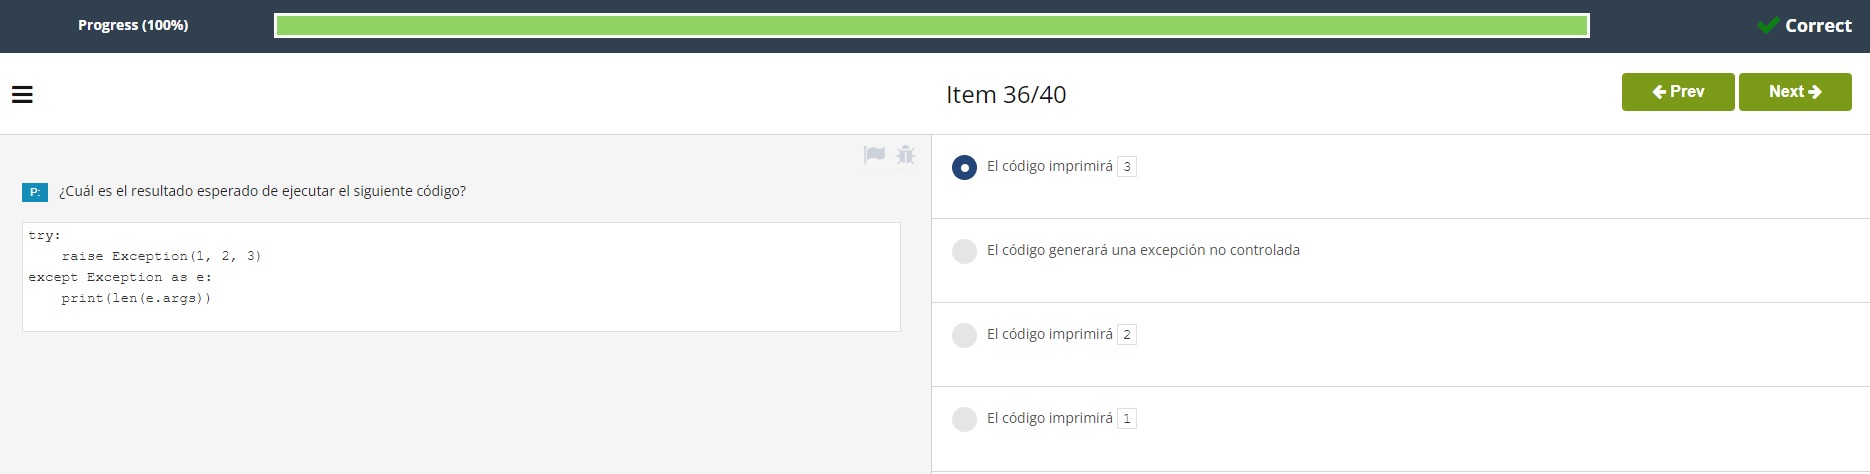 Progress (100%)
Correct
Item 36/40
Prev
Next
P: ¿Cuál es el resultado esperado de ejecutar el siguiente código?
try:
    raise Exception(1, 2, 3)
except Exception as e:
    print(len(e.args))
El código imprimirá 3
El código generará una excepción no controlada
El código imprimirá 2
El código imprimirá 1